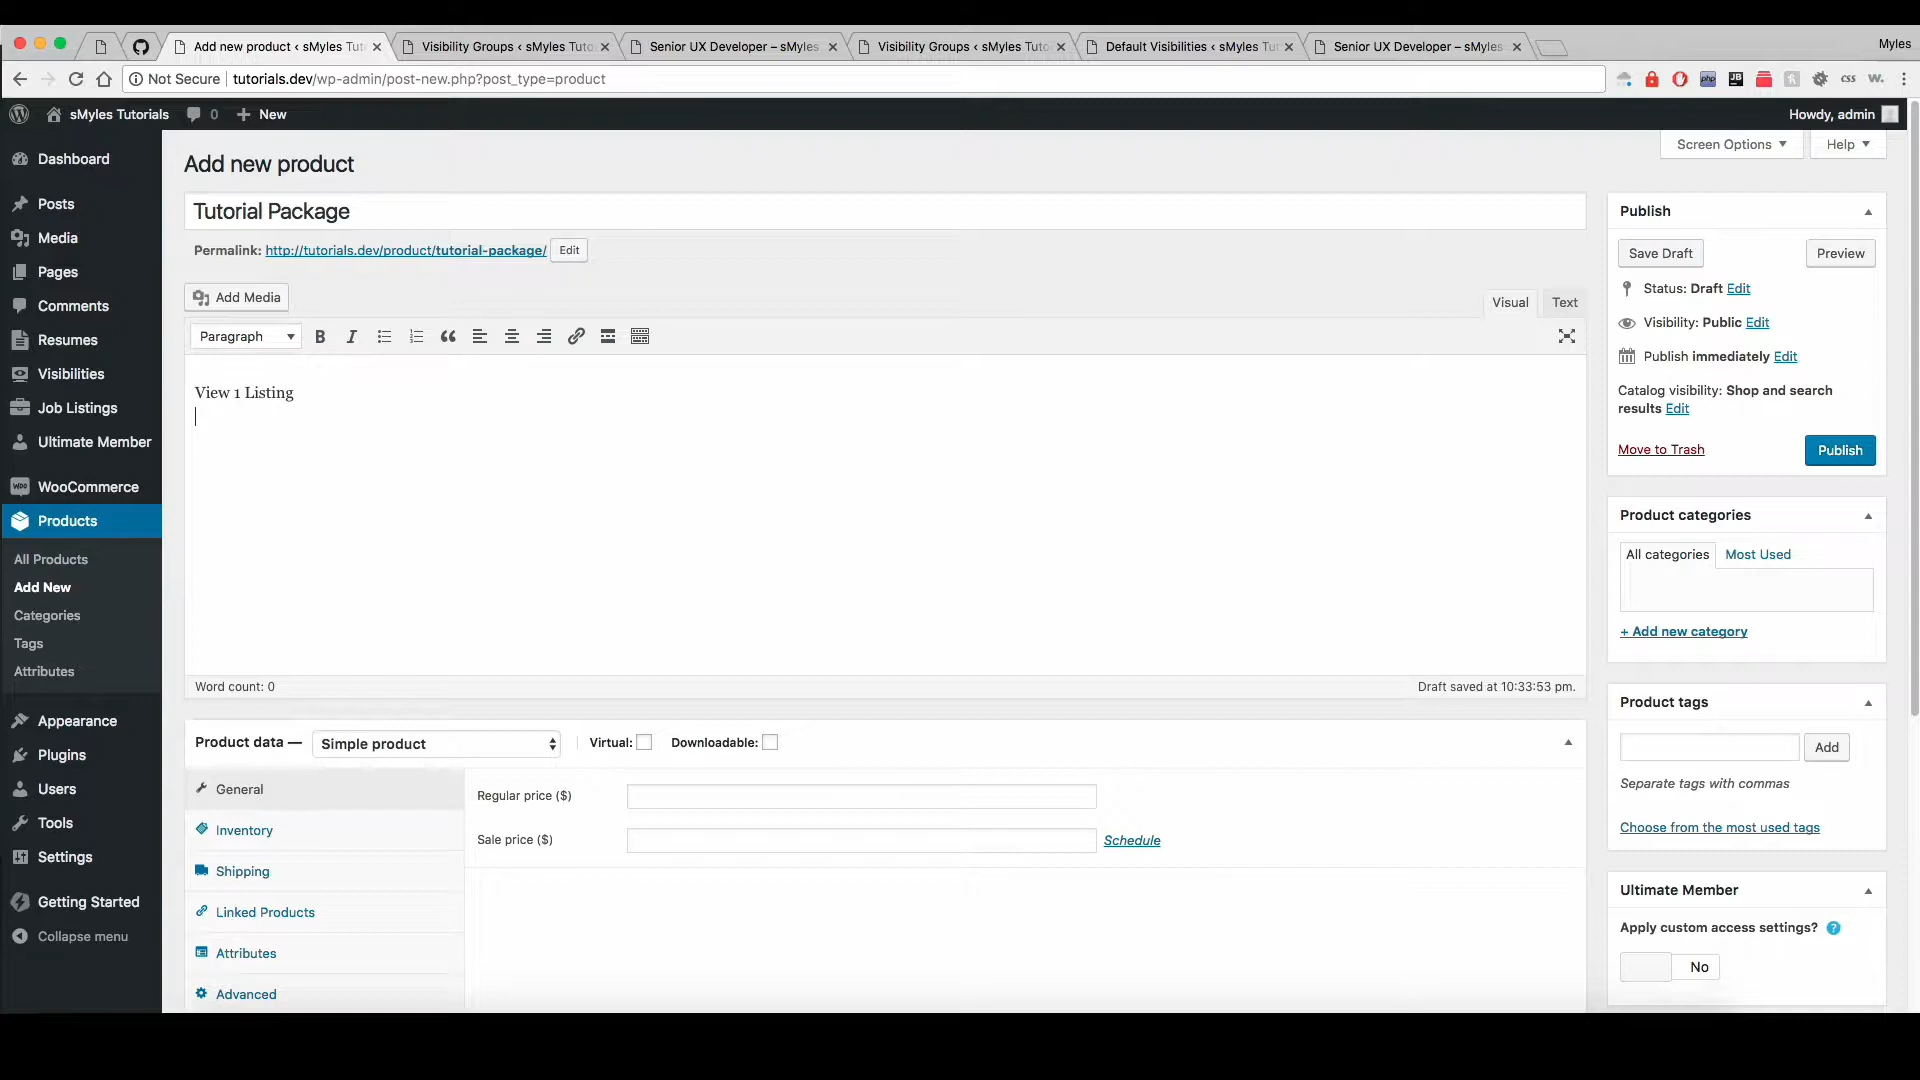 Add new product ‹ sMyles Tut
Visibility Groups ‹ sMyles Tuto
Senior UX Developer – sMyles
Visibility Groups ‹ sMyles Tuto
Default Visibilities ‹ sMyles Tut
Senior UX Developer – sMyles
Myles
Not Secure | tutorials.dev/wp-admin/post-new.php?post_type=product
php
JB
css
w.
sMyles Tutorials
0
New
Howdy, admin
Dashboard
Posts
Media
Pages
Comments
Resumes
Visibilities
Job Listings
Ultimate Member
WooCommerce
Products
All Products
Add New
Categories
Tags
Attributes
Appearance
Plugins
Users
Tools
Settings
Getting Started
Collapse menu
Screen Options
Help
Add new product
Tutorial Package
Permalink: http://tutorials.dev/product/tutorial-package/ Edit
Add Media
Visual
Text
Paragraph
View 1 Listing
Word count: 0
Draft saved at 10:33:53 pm.
Product data —
Simple product
Virtual:
Downloadable:
General
Inventory
Shipping
Linked Products
Attributes
Advanced
Regular price ($)
Sale price ($)
Schedule
Publish
Save Draft
Preview
Status: Draft Edit
Visibility: Public Edit
Publish immediately Edit
Catalog visibility: Shop and search
results Edit
Move to Trash
Publish
Product categories
All categories
Most Used
+ Add new category
Product tags
Add
Separate tags with commas
Choose from the most used tags
Ultimate Member
Apply custom access settings? ?
No